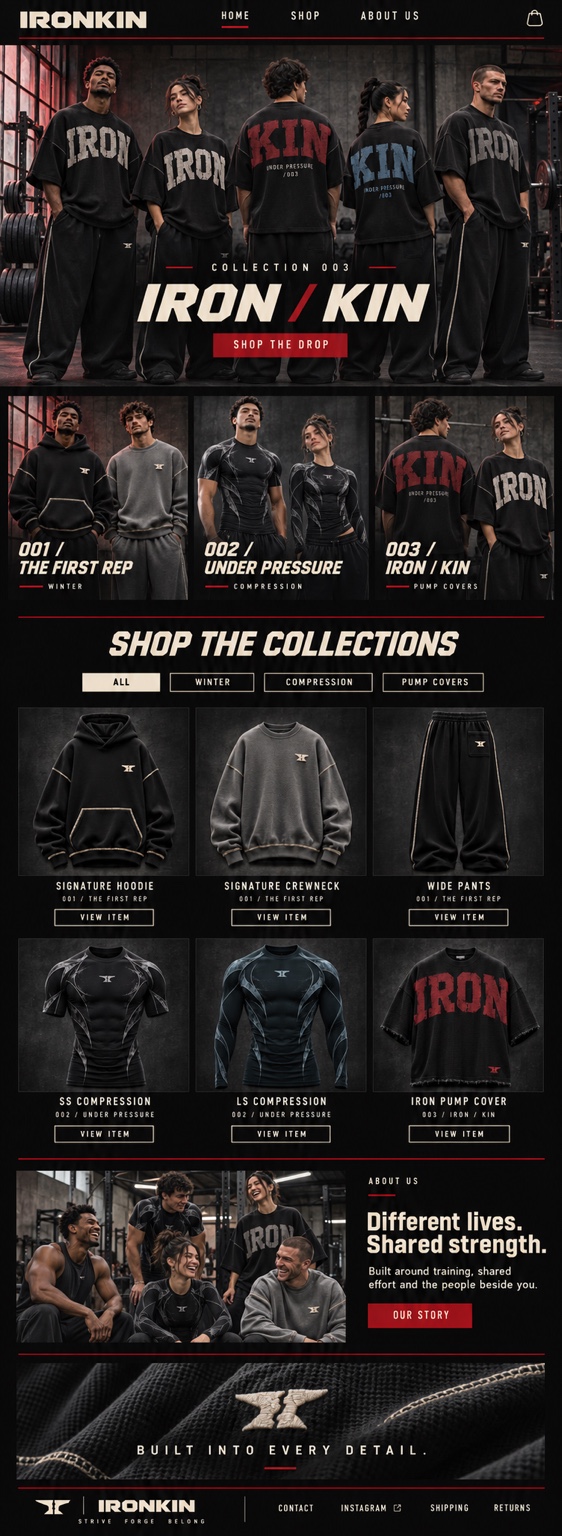 IRONKIN
HOME SHOP ABOUT US
IRON IRON KIN KIN IRON
UNDER PRESSURE
/003
UNDER PRESSURE
/003
COLLECTION 003
IRON / KIN
SHOP THE DROP
KIN
UNDER PRESSURE
/003
IRON
001 /
THE FIRST REP
WINTER
002 /
UNDER PRESSURE
COMPRESSION
003 /
IRON / KIN
PUMP COVERS
SHOP THE COLLECTIONS
ALL WINTER COMPRESSION PUMP COVERS
SIGNATURE HOODIE
001 / THE FIRST REP
VIEW ITEM
SIGNATURE CREWNECK
001 / THE FIRST REP
VIEW ITEM
WIDE PANTS
001 / THE FIRST REP
VIEW ITEM
IRON
SS COMPRESSION
002 / UNDER PRESSURE
VIEW ITEM
LS COMPRESSION
002 / UNDER PRESSURE
VIEW ITEM
IRON PUMP COVER
003 / IRON / KIN
VIEW ITEM
IRON
ABOUT US
Different lives.
Shared strength.
Built around training, shared
effort and the people beside you.
OUR STORY
BUILT INTO EVERY DETAIL.
IRONKIN
STRIVE FORGE BELONG
CONTACT INSTAGRAM SHIPPING RETURNS